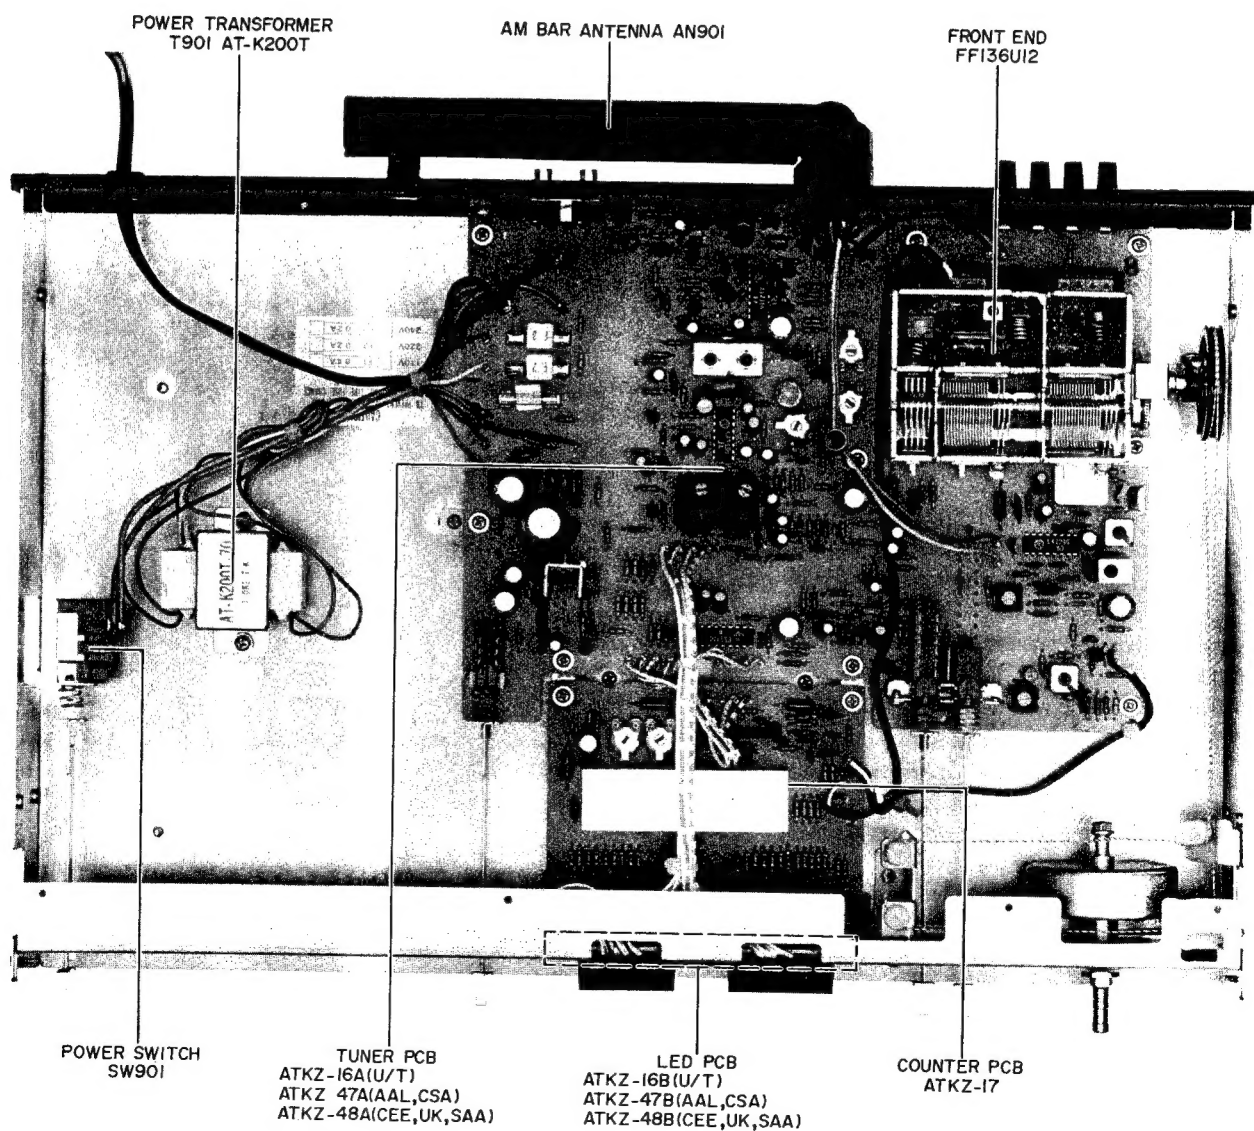 POWER TRANSFORMER
T901 AT-K200T
AM BAR ANTENNA AN901
FRONT END
FF136U12
240V
220V
AT-K200T
POWER SWITCH
SW901
TUNER PCB
ATKZ-16A(U/T)
ATKZ 47A(AAL,CSA)
ATKZ-48A(CEE,UK,SAA)
LED PCB
ATKZ-16B(U/T)
ATKZ-47B(AAL,CSA)
ATKZ-48B(CEE,UK,SAA)
COUNTER PCB
ATKZ-17